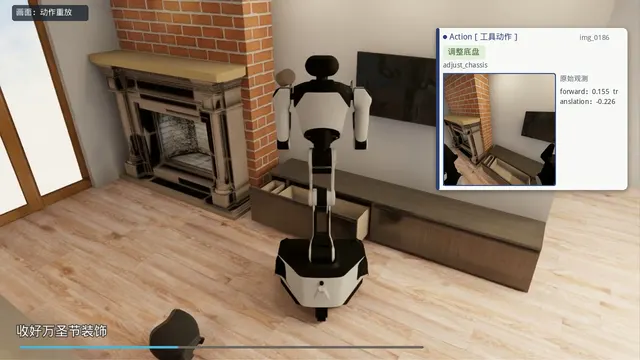 画面：动作重放
Action [ 工具动作 ]
img_0186
调整底盘
adjust_chassis
原始观测
forward: 0.155 tr
anslation: -0.226
收好万圣节装饰